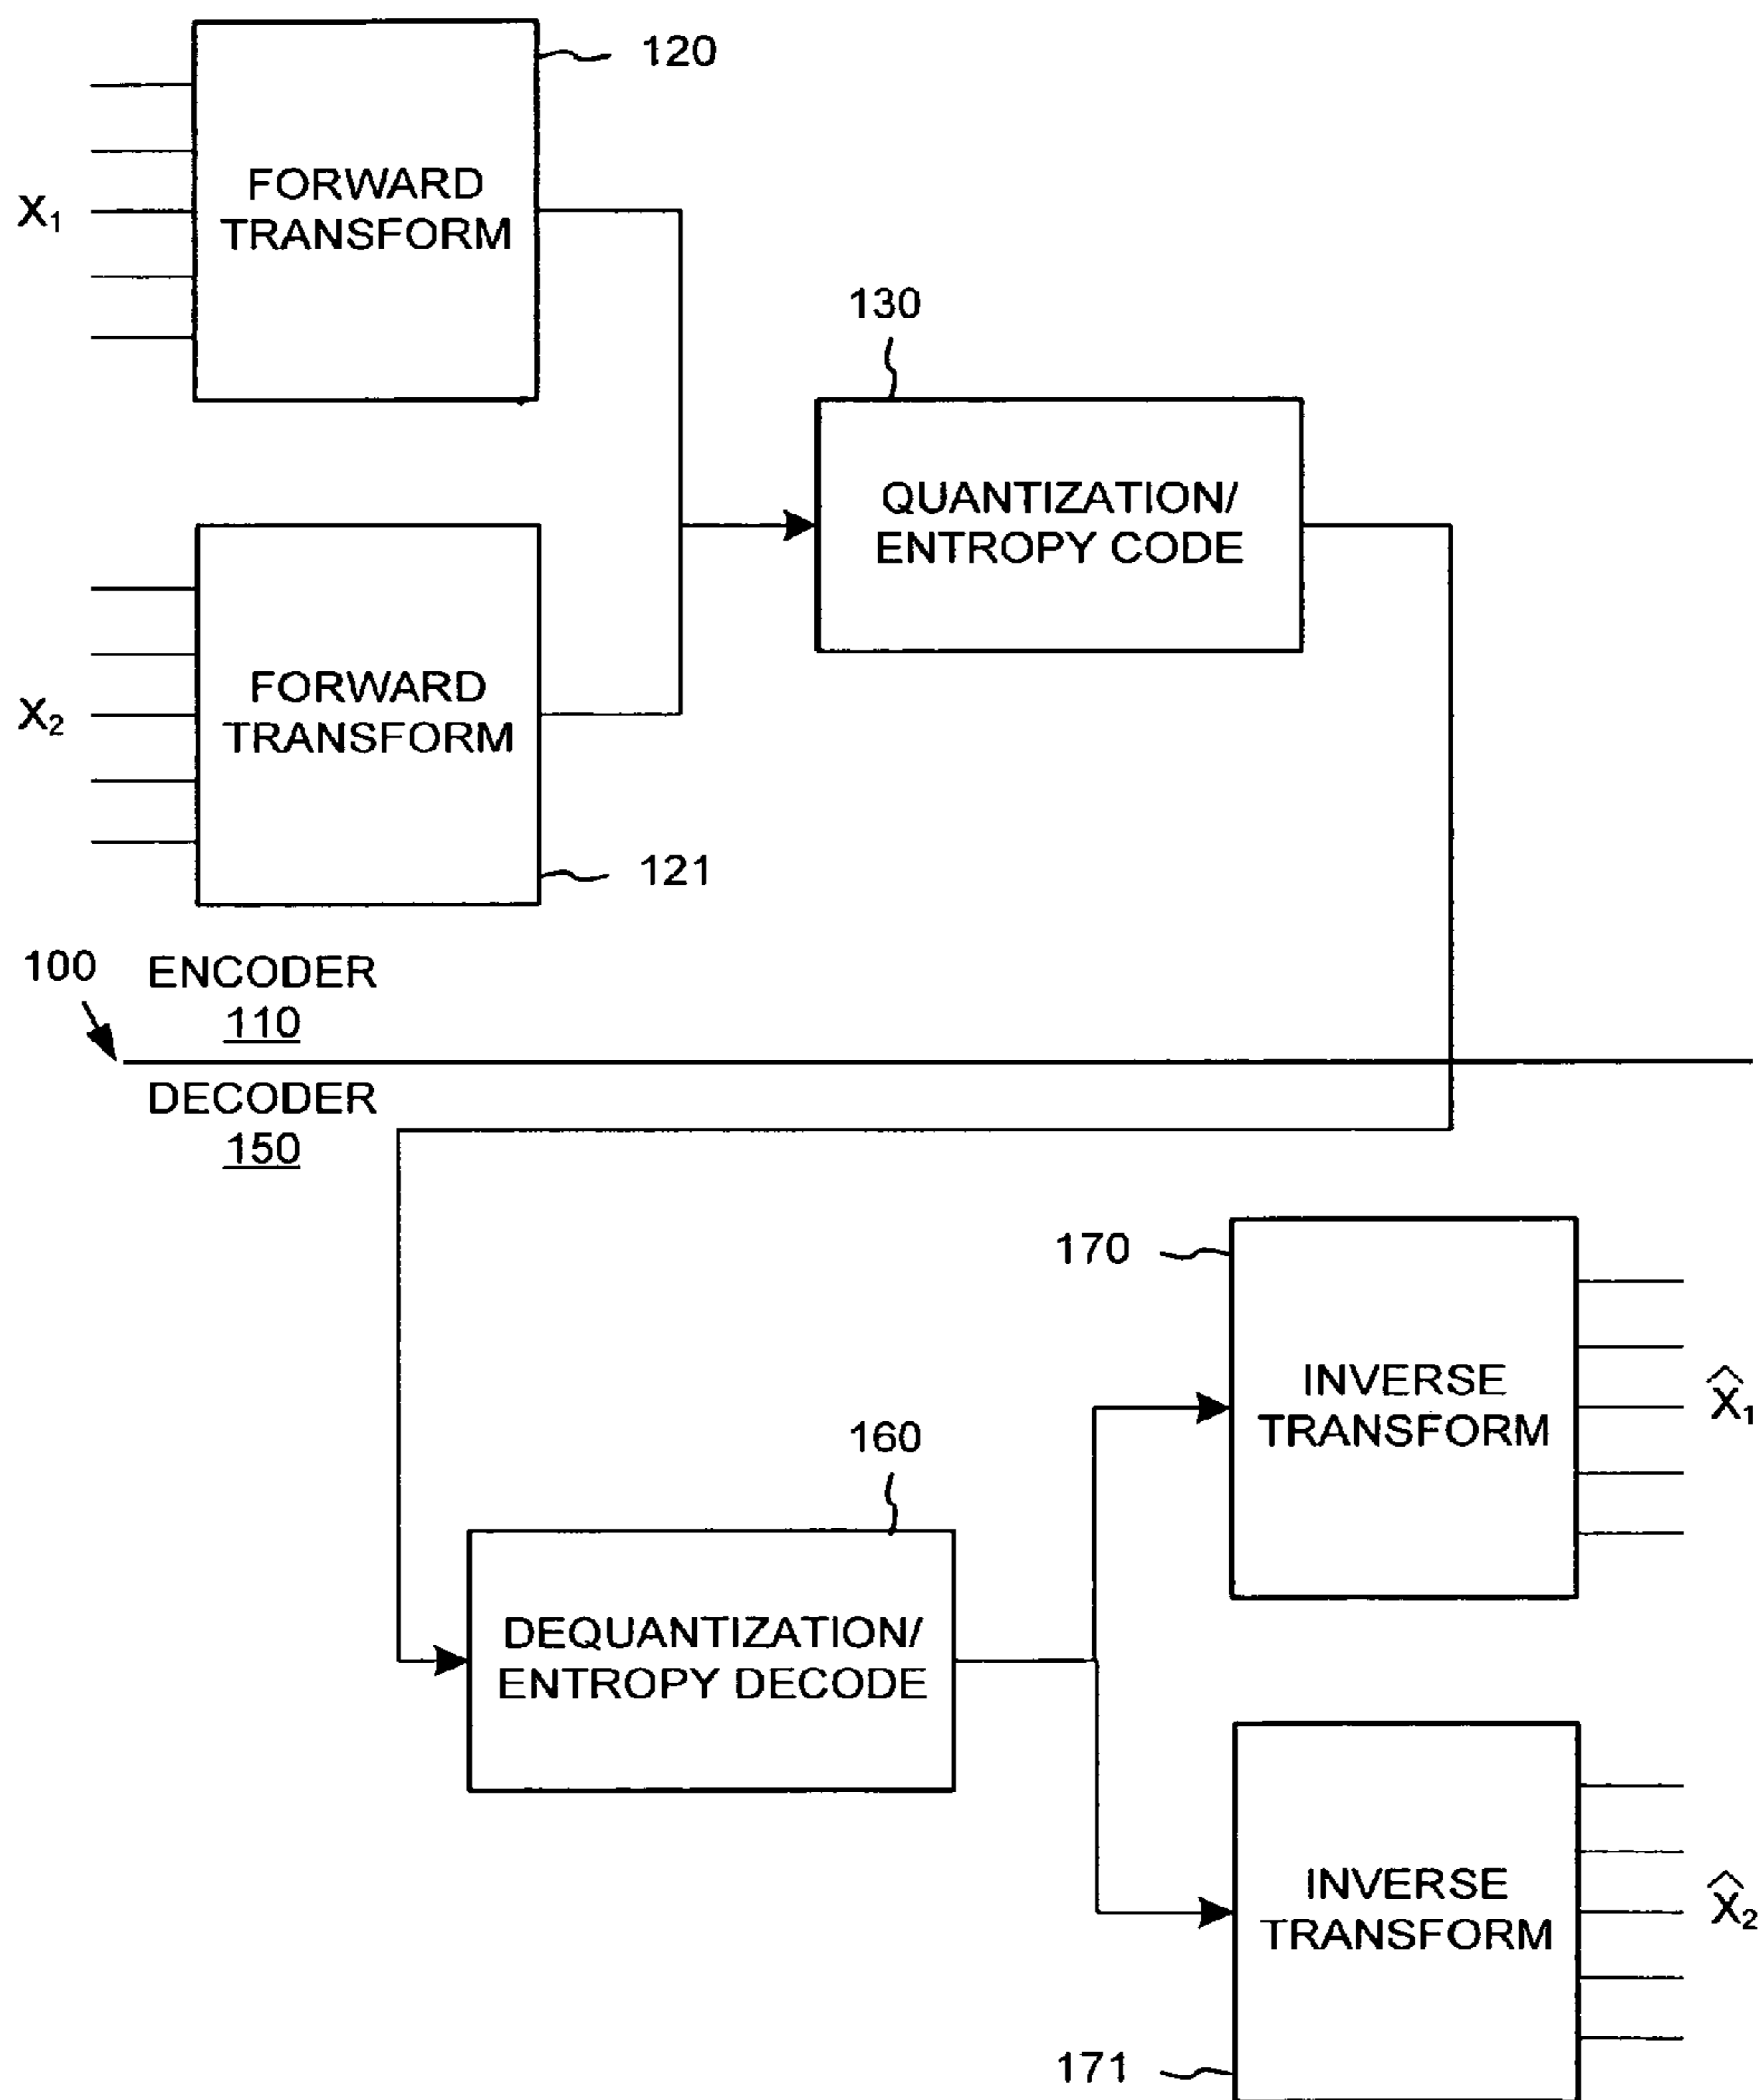 120
FORWARD
TRANSFORM
X₁
130
QUANTIZATION/
ENTROPY CODE
FORWARD
TRANSFORM
X₂
121
100
ENCODER
110
DECODER
150
170
INVERSE
TRANSFORM
X̂₁
160
DEQUANTIZATION/
ENTROPY DECODE
INVERSE
TRANSFORM
X̂₂
171